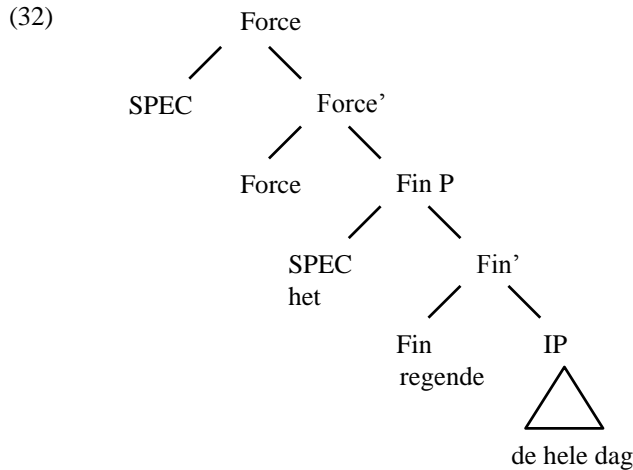 (32) Force
SPEC Force’
Force Fin P
SPEC Fin’
het
Fin IP
regende
de hele dag